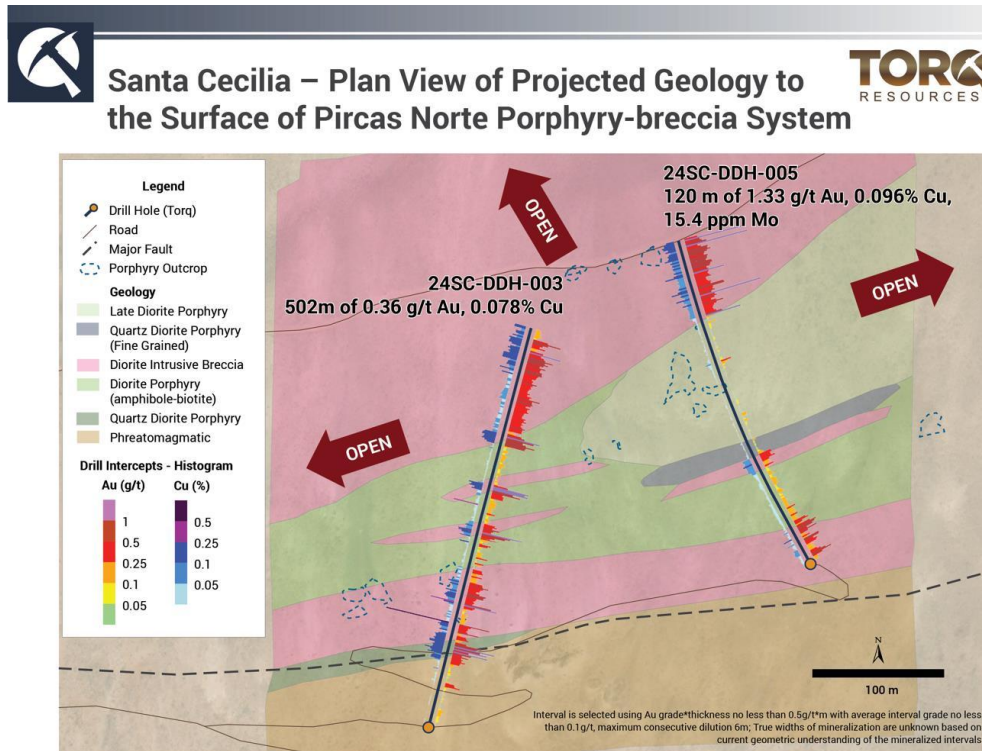 Santa Cecilia – Plan View of Projected Geology to
the Surface of Pircas Norte Porphyry-breccia System
TORQ
RESOURCES
Legend
Drill Hole (Torq)
Road
Major Fault
Porphyry Outcrop
Geology
Late Diorite Porphyry
Quartz Diorite Porphyry
(Fine Grained)
Diorite Intrusive Breccia
Diorite Porphyry
(amphibole-biotite)
Quartz Diorite Porphyry
Phreatomagmatic
Drill Intercepts - Histogram
Au (g/t)
Cu (%)
1
0.5
0.25
0.1
0.05
0.5
0.25
0.1
0.05
OPEN
24SC-DDH-005
120 m of 1.33 g/t Au, 0.096% Cu,
15.4 ppm Mo
OPEN
24SC-DDH-003
502m of 0.36 g/t Au, 0.078% Cu
OPEN
N
100 m
Interval is selected using Au grade*thickness no less than 0.5g/t*m with average interval grade no less
than 0.1g/t, maximum consecutive dilution 6m; True widths of mineralization are unknown based on
current geometric understanding of the mineralized intervals